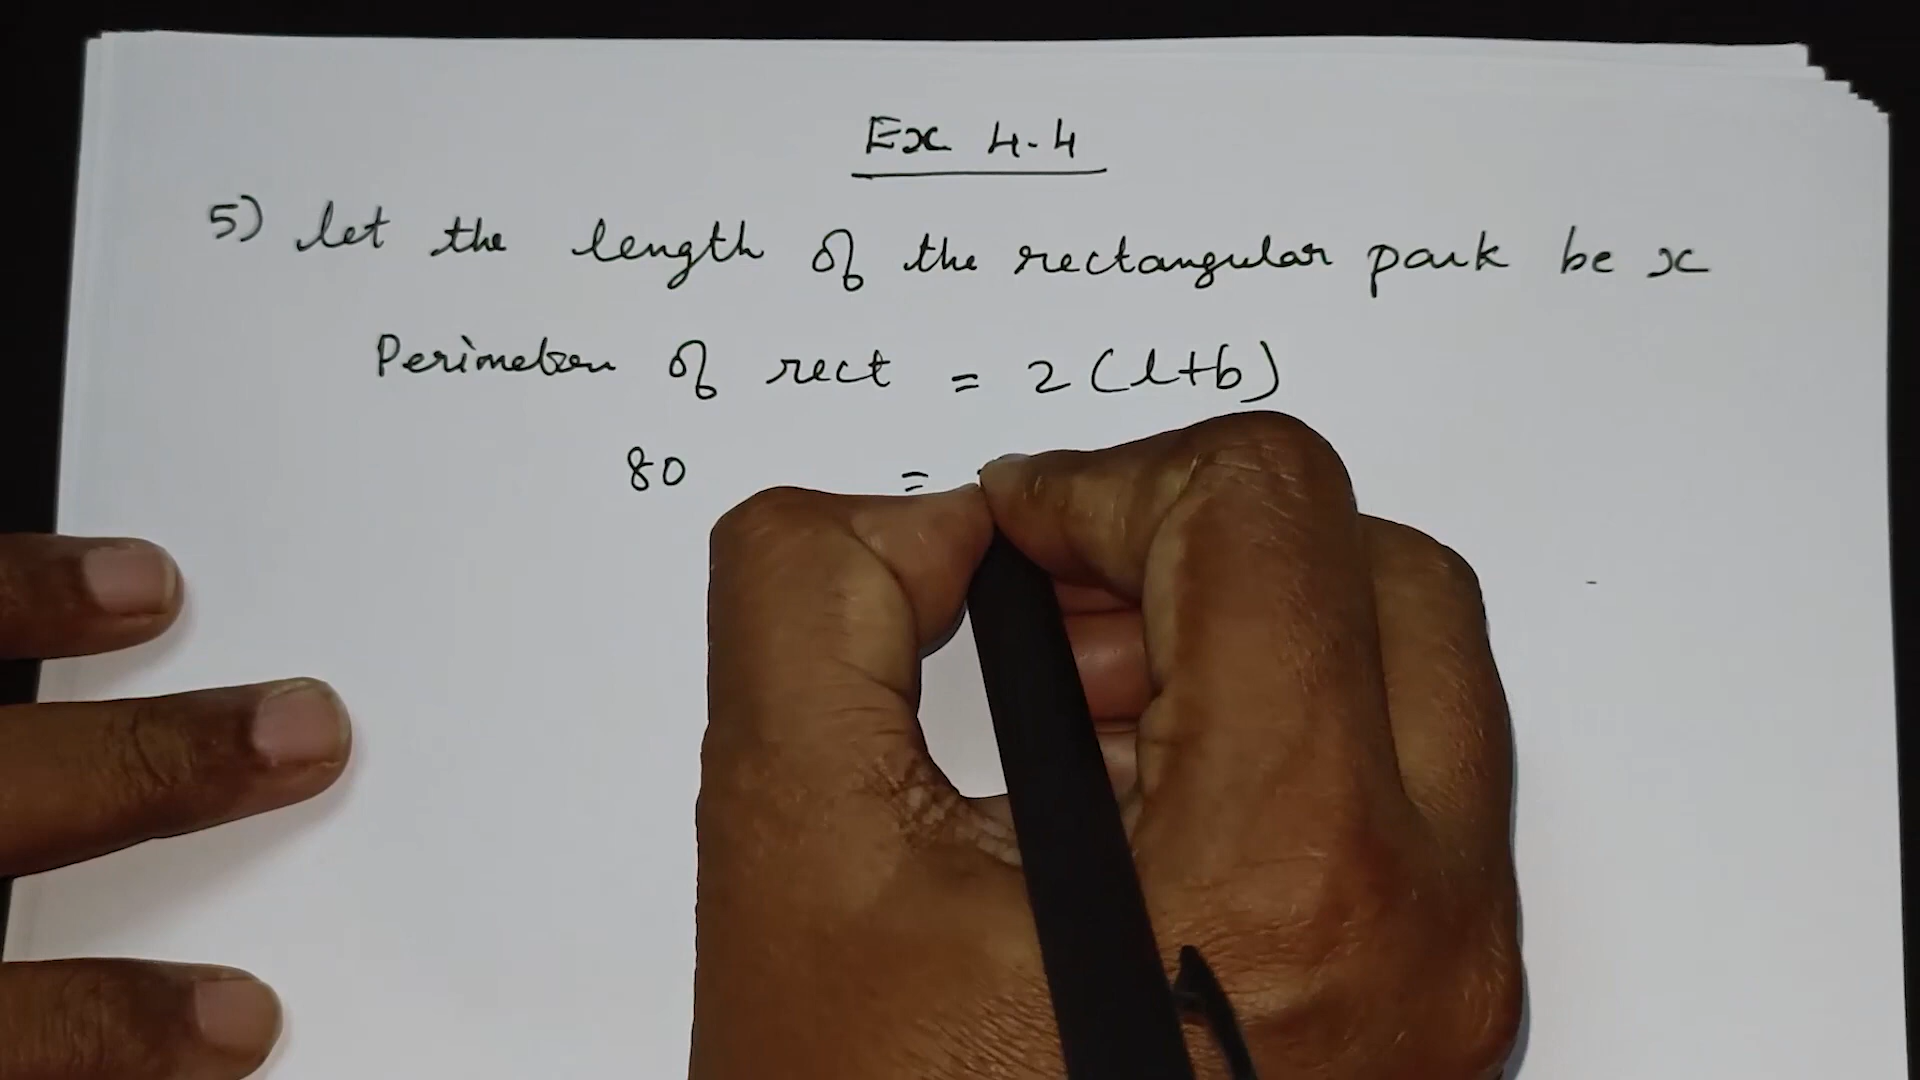 Ex 4.4
5) let the length of the rectangular park be x
Perimeter of rect = 2 (l+b)
80 =